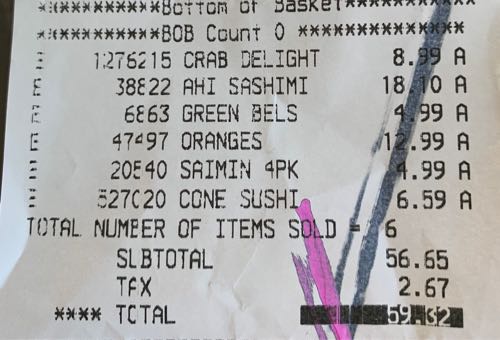 **********Bottom of Basket**********
**********BOB Count 0 **************
E 1276215 CRAB DELIGHT 8.99 A
E 38822 AHI SASHIMI 18.10 A
E 6863 GREEN BELS 4.99 A
E 47497 ORANGES 12.99 A
E 20540 SAIMIN 4PK 4.99 A
E 527020 CONE SUSHI 6.59 A
TOTAL NUMBER OF ITEMS SOLD = 6
SUBTOTAL 56.65
TAX 2.67
**** TOTAL 59.32